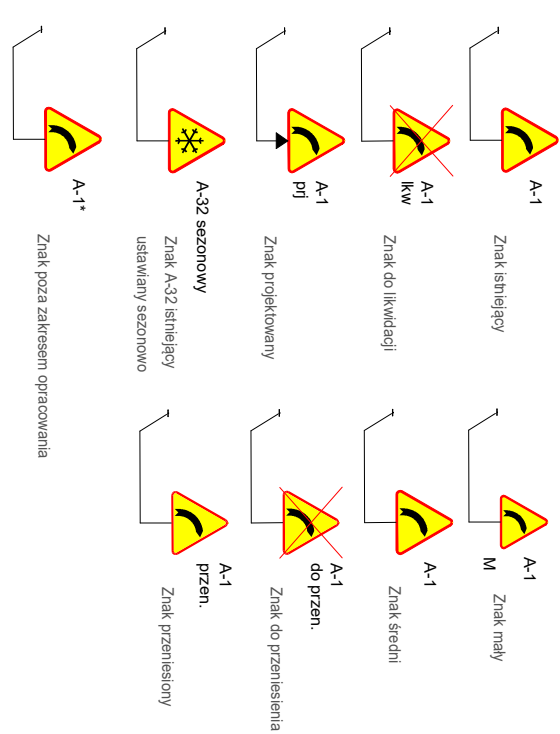 A-1
Znak istniejący
A-1
lkw
Znak do likwidacji
A-1
prj
Znak projektowany
A-32 sezonowy
Znak A-32 istniejący
ustawiany sezonowo
A-1*
Znak poza zakresem opracowania
A-1
M
Znak mały
A-1
Znak średni
A-1
do przen.
Znak do przeniesienia
A-1
przen.
Znak przeniesiony